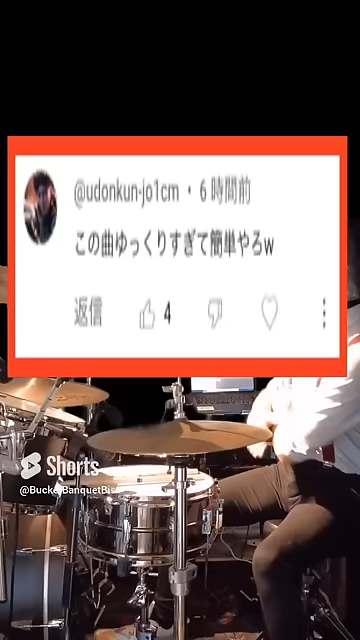 @udonkun-jo1cm・6 時間前
この曲ゆっくりすぎて簡単やろw
返信 4
Shorts
@BucketBanquetBis